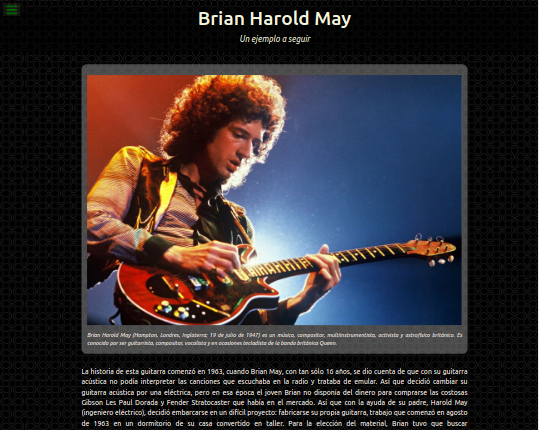 Brian Harold May
Un ejemplo a seguir
Brian Harold May (Hampton, Londres, Inglaterra; 19 de julio de 1947) es un músico, compositor, multiinstrumentista, activista y astrofísico británico. Es
conocido por ser guitarrista, compositor, vocalista y en ocasiones tecladista de la banda británica Queen.
La historia de esta guitarra comenzó en 1963, cuando Brian May, con tan sólo 16 años, se dio cuenta de que con su guitarra
acústica no podía interpretar las canciones que escuchaba en la radio y trataba de emular. Así que decidió cambiar su
guitarra acústica por una eléctrica, pero en esa época el joven Brian no disponía del dinero para comprarse las costosas
Gibson Les Paul Dorada y Fender Stratocaster que había en el mercado. Así que con la ayuda de su padre, Harold May
(ingeniero eléctrico), decidió embarcarse en un difícil proyecto: fabricarse su propia guitarra, trabajo que comenzó en agosto
de 1963 en un dormitorio de su casa convertido en taller. Para la elección del material, Brian tuvo que buscar